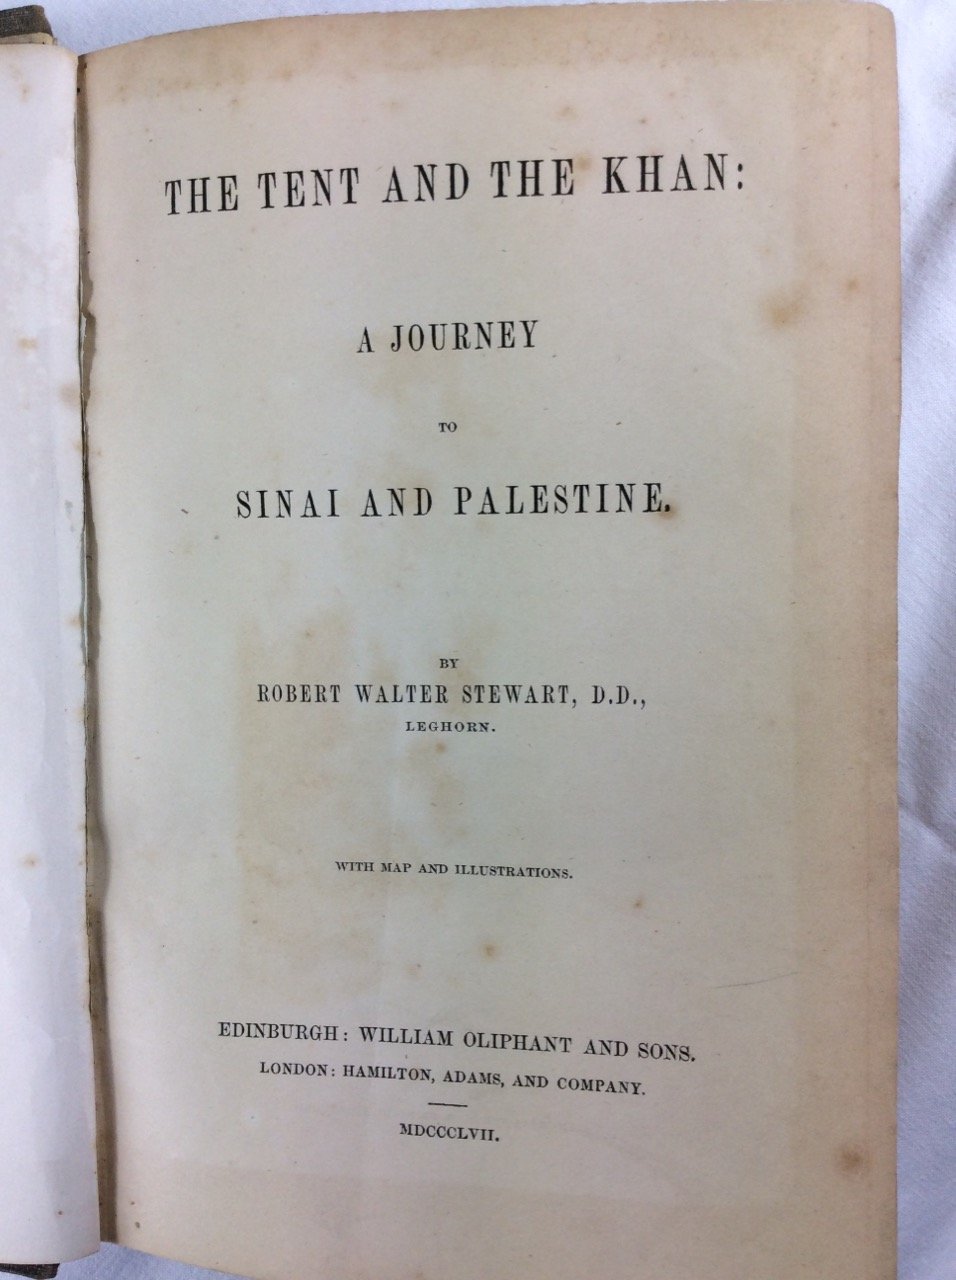 THE TENT AND THE KHAN:
A JOURNEY
TO
SINAI AND PALESTINE.
BY
ROBERT WALTER STEWART, D.D.,
LEGHORN.
WITH MAP AND ILLUSTRATIONS.
EDINBURGH: WILLIAM OLIPHANT AND SONS.
LONDON: HAMILTON, ADAMS, AND COMPANY.
MDCCCLVII.